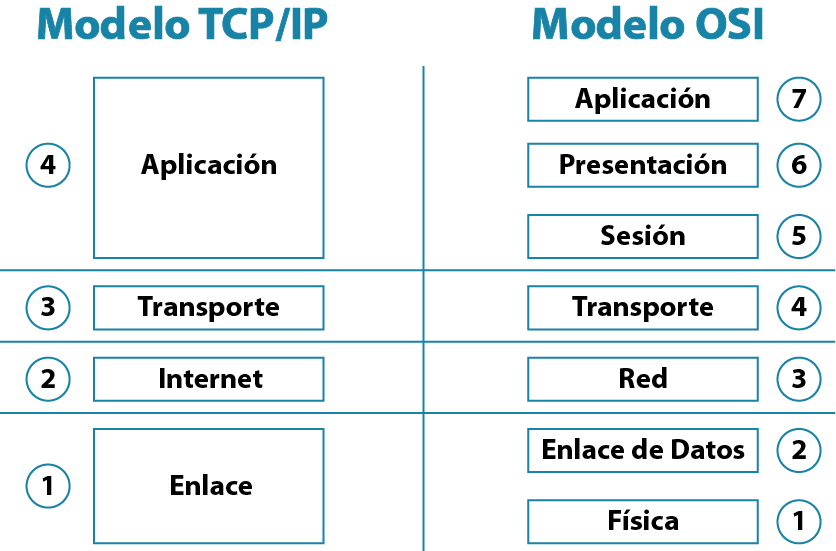 Modelo TCP/IP
Modelo OSI
4
Aplicación
Aplicación
7
Presentación
6
Sesión
5
3
Transporte
Transporte
4
2
Internet
Red
3
1
Enlace
Enlace de Datos
2
Física
1